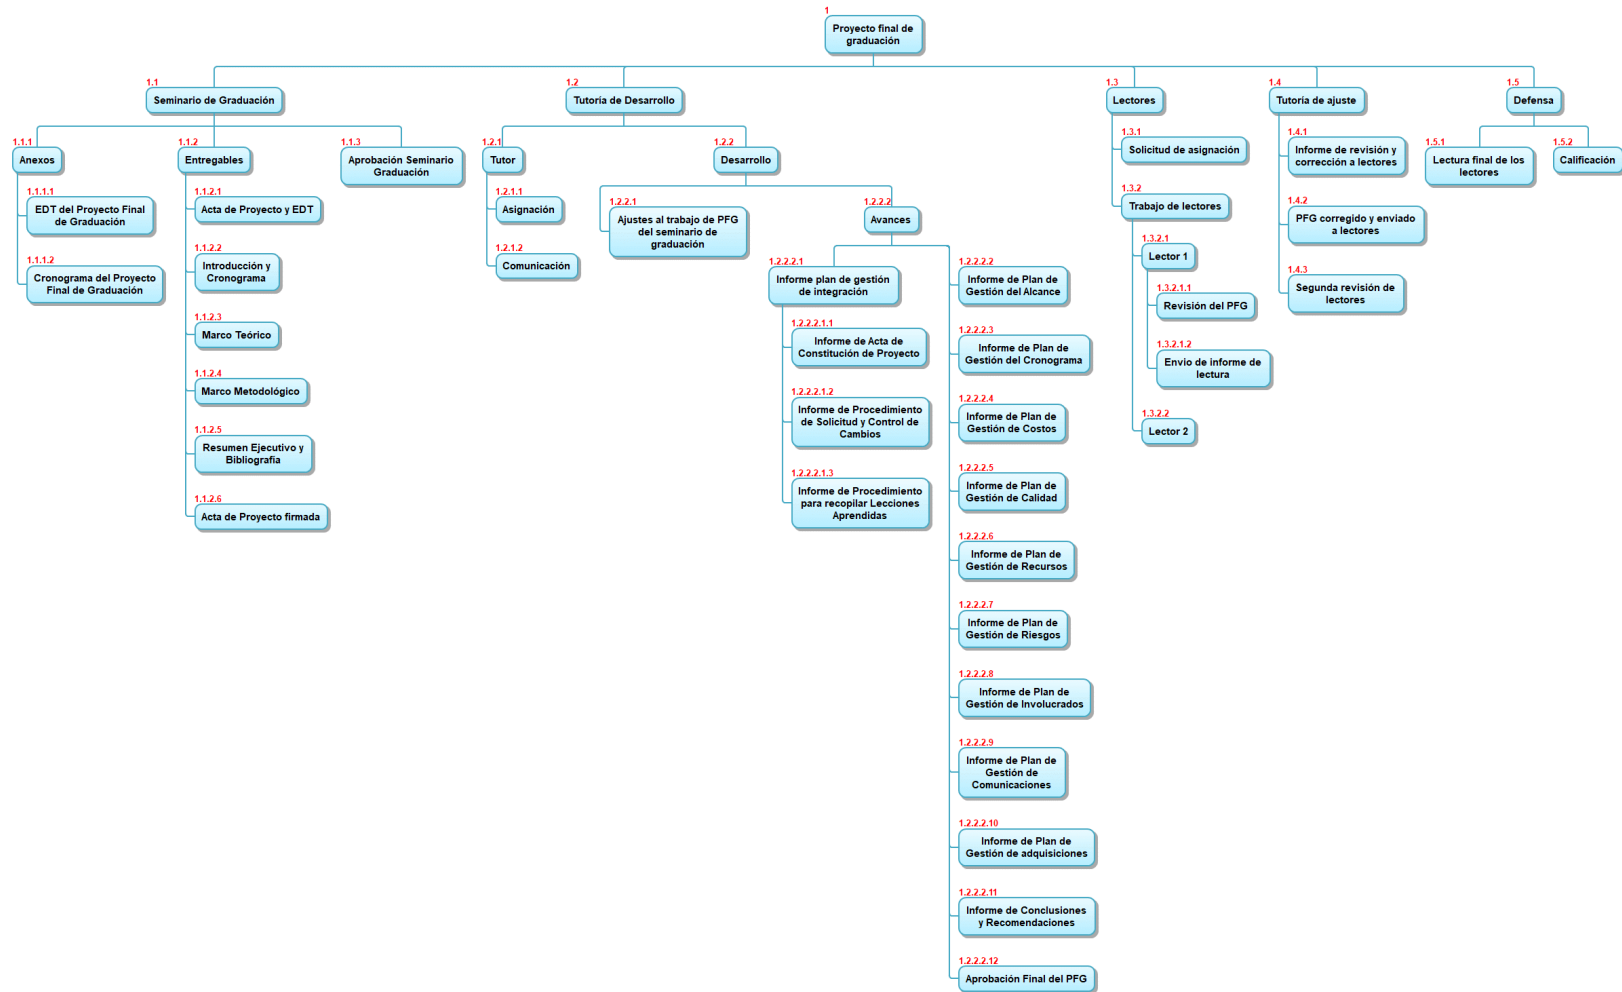 1
Proyecto final de
graduación
1.1
Seminario de Graduación
1.1.1
Anexos
1.1.1.1
EDT del Proyecto Final
de Graduación
1.1.1.2
Cronograma del Proyecto
Final de Graduación
1.1.2
Entregables
1.1.2.1
Acta de Proyecto y EDT
1.1.2.2
Introducción y
Cronograma
1.1.2.3
Marco Teórico
1.1.2.4
Marco Metodológico
1.1.2.5
Resumen Ejecutivo y
Bibliografía
1.1.2.6
Acta de Proyecto firmada
1.1.3
Aprobación Seminario
Graduación
1.2
Tutoría de Desarrollo
1.2.1
Tutor
1.2.1.1
Asignación
1.2.1.2
Comunicación
1.2.2
Desarrollo
1.2.2.1
Ajustes al trabajo de PFG
del seminario de
graduación
1.2.2.2
Avances
1.2.2.2.1
Informe plan de gestión
de integración
1.2.2.2.1.1
Informe de Acta de
Constitución de Proyecto
1.2.2.2.1.2
Informe de Procedimiento
de Solicitud y Control de
Cambios
1.2.2.2.1.3
Informe de Procedimiento
para recopilar Lecciones
Aprendidas
1.2.2.2.2
Informe de Plan de
Gestión del Alcance
1.2.2.2.3
Informe de Plan de
Gestión del Cronograma
1.2.2.2.4
Informe de Plan de
Gestión de Costos
1.2.2.2.5
Informe de Plan de
Gestión de Calidad
1.2.2.2.6
Informe de Plan de
Gestión de Recursos
1.2.2.2.7
Informe de Plan de
Gestión de Riesgos
1.2.2.2.8
Informe de Plan de
Gestión de Involucrados
1.2.2.2.9
Informe de Plan de
Gestión de
Comunicaciones
1.2.2.2.10
Informe de Plan de
Gestión de adquisiciones
1.2.2.2.11
Informe de Conclusiones
y Recomendaciones
1.2.2.2.12
Aprobación Final del PFG
1.3
Lectores
1.3.1
Solicitud de asignación
1.3.2
Trabajo de lectores
1.3.2.1
Lector 1
1.3.2.1.1
Revisión del PFG
1.3.2.1.2
Envio de informe de
lectura
1.3.2.2
Lector 2
1.4
Tutoría de ajuste
1.4.1
Informe de revisión y
corrección a lectores
1.4.2
PFG corregido y enviado
a lectores
1.4.3
Segunda revisión de
lectores
1.5
Defensa
1.5.1
Lectura final de los
lectores
1.5.2
Calificación